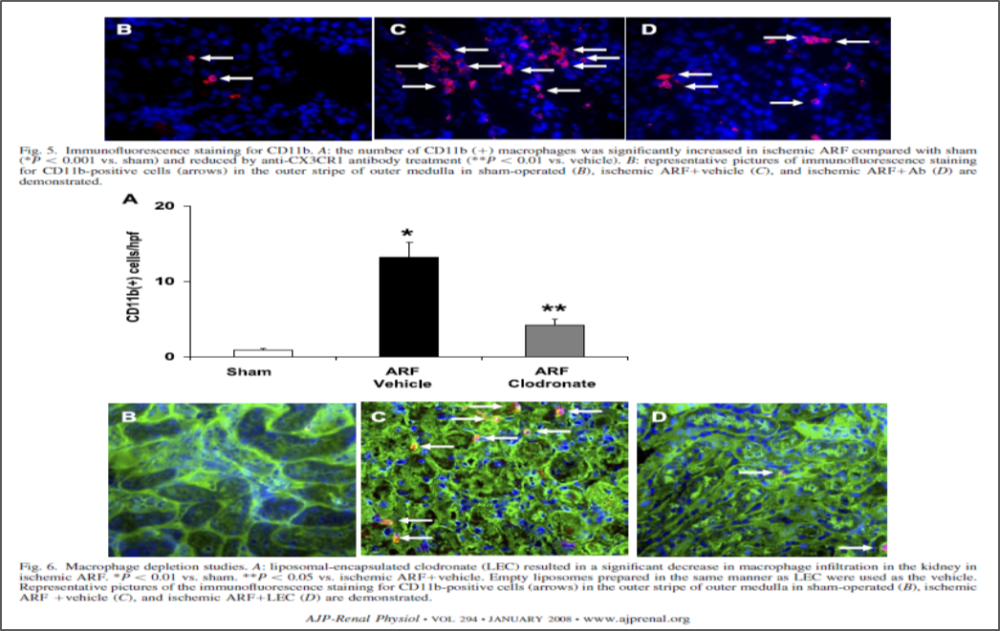 B C D
Fig. 5. Immunofluorescence staining for CD11b. A: the number of CD11b (+) macrophages was significantly increased in ischemic ARF compared with sham
(*P < 0.001 vs. sham) and reduced by anti-CX3CR1 antibody treatment (**P < 0.01 vs. vehicle). B: representative pictures of immunofluorescence staining
for CD11b-positive cells (arrows) in the outer stripe of outer medulla in sham-operated (B), ischemic ARF+vehicle (C), and ischemic ARF+Ab (D) are
demonstrated.
A
20
*
CD11b(+) cells/hpf
10
**
0
Sham ARF ARF
Vehicle Clodronate
B C D
Fig. 6. Macrophage depletion studies. A: liposomal-encapsulated clodronate (LEC) resulted in a significant decrease in macrophage infiltration in the kidney in
ischemic ARF. *P < 0.01 vs. sham. **P < 0.05 vs. ischemic ARF+vehicle. Empty liposomes prepared in the same manner as LEC were used as the vehicle.
Representative pictures of the immunofluorescence staining for CD11b-positive cells (arrows) in the outer stripe of outer medulla in sham-operated (B), ischemic
ARF +vehicle (C), and ischemic ARF+LEC (D) are demonstrated.
AJP-Renal Physiol • VOL 294 • JANUARY 2008 • www.ajprenal.org